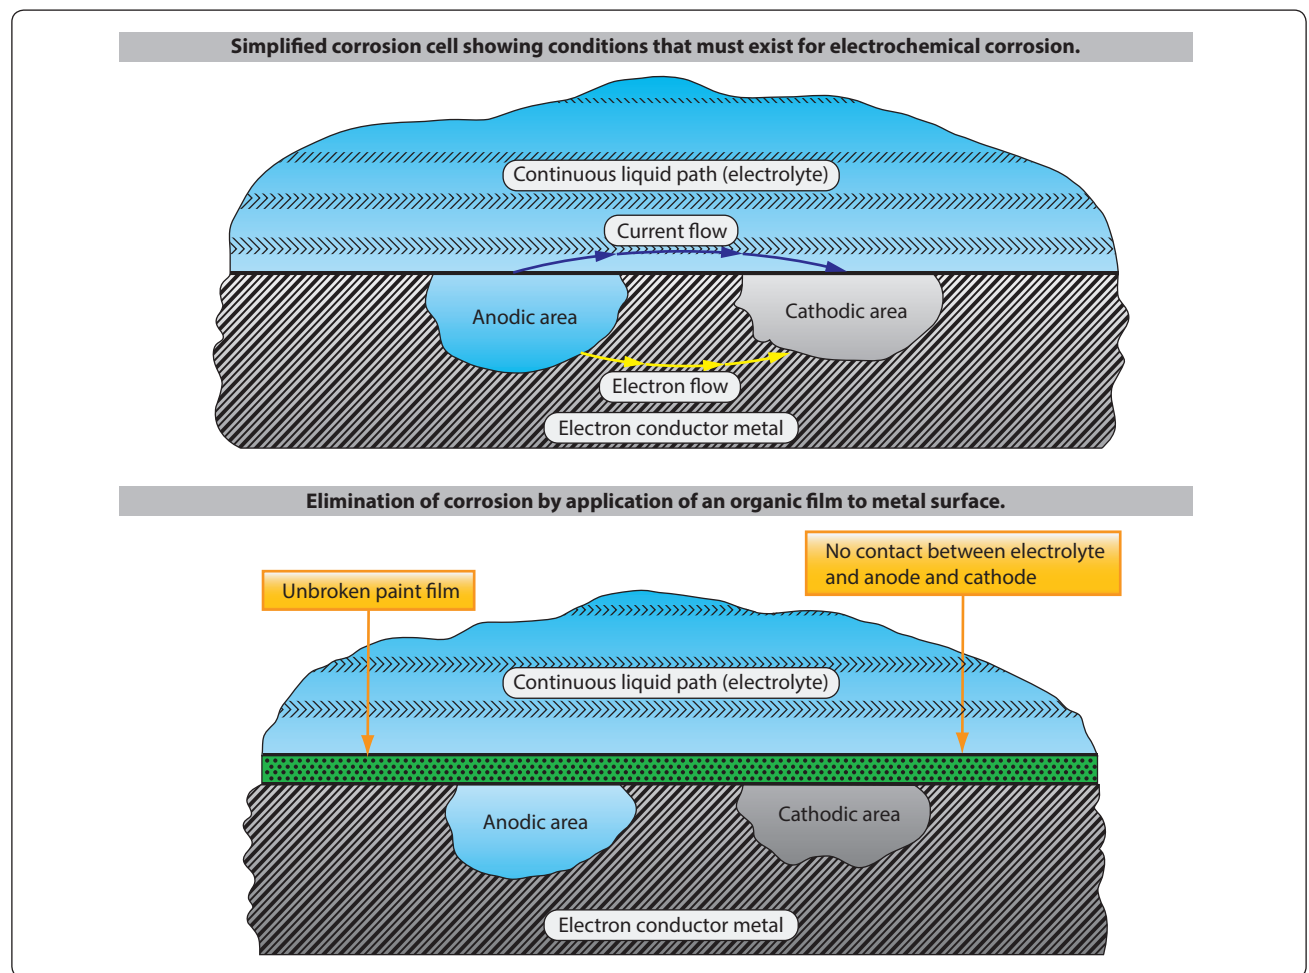 Simplified corrosion cell showing conditions that must exist for electrochemical corrosion.
Continuous liquid path (electrolyte)
Current flow
Anodic area
Cathodic area
Electron flow
Electron conductor metal
Elimination of corrosion by application of an organic film to metal surface.
No contact between electrolyte
and anode and cathode
Unbroken paint film
Continuous liquid path (electrolyte)
Anodic area
Cathodic area
Electron conductor metal